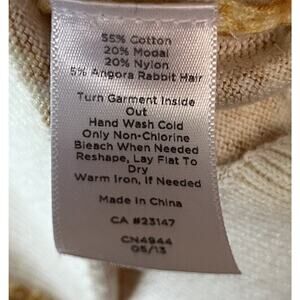 55% Cotton
20% Modal
20% Nylon
5% Angora Rabbit Hair
Turn Garment Inside
Out
Hand Wash Cold
Only Non-Chlorine
Bleach When Needed
Reshape, Lay Flat To
Dry
Warm Iron, If Needed
Made in China
CA #23147
CN4944
05/13